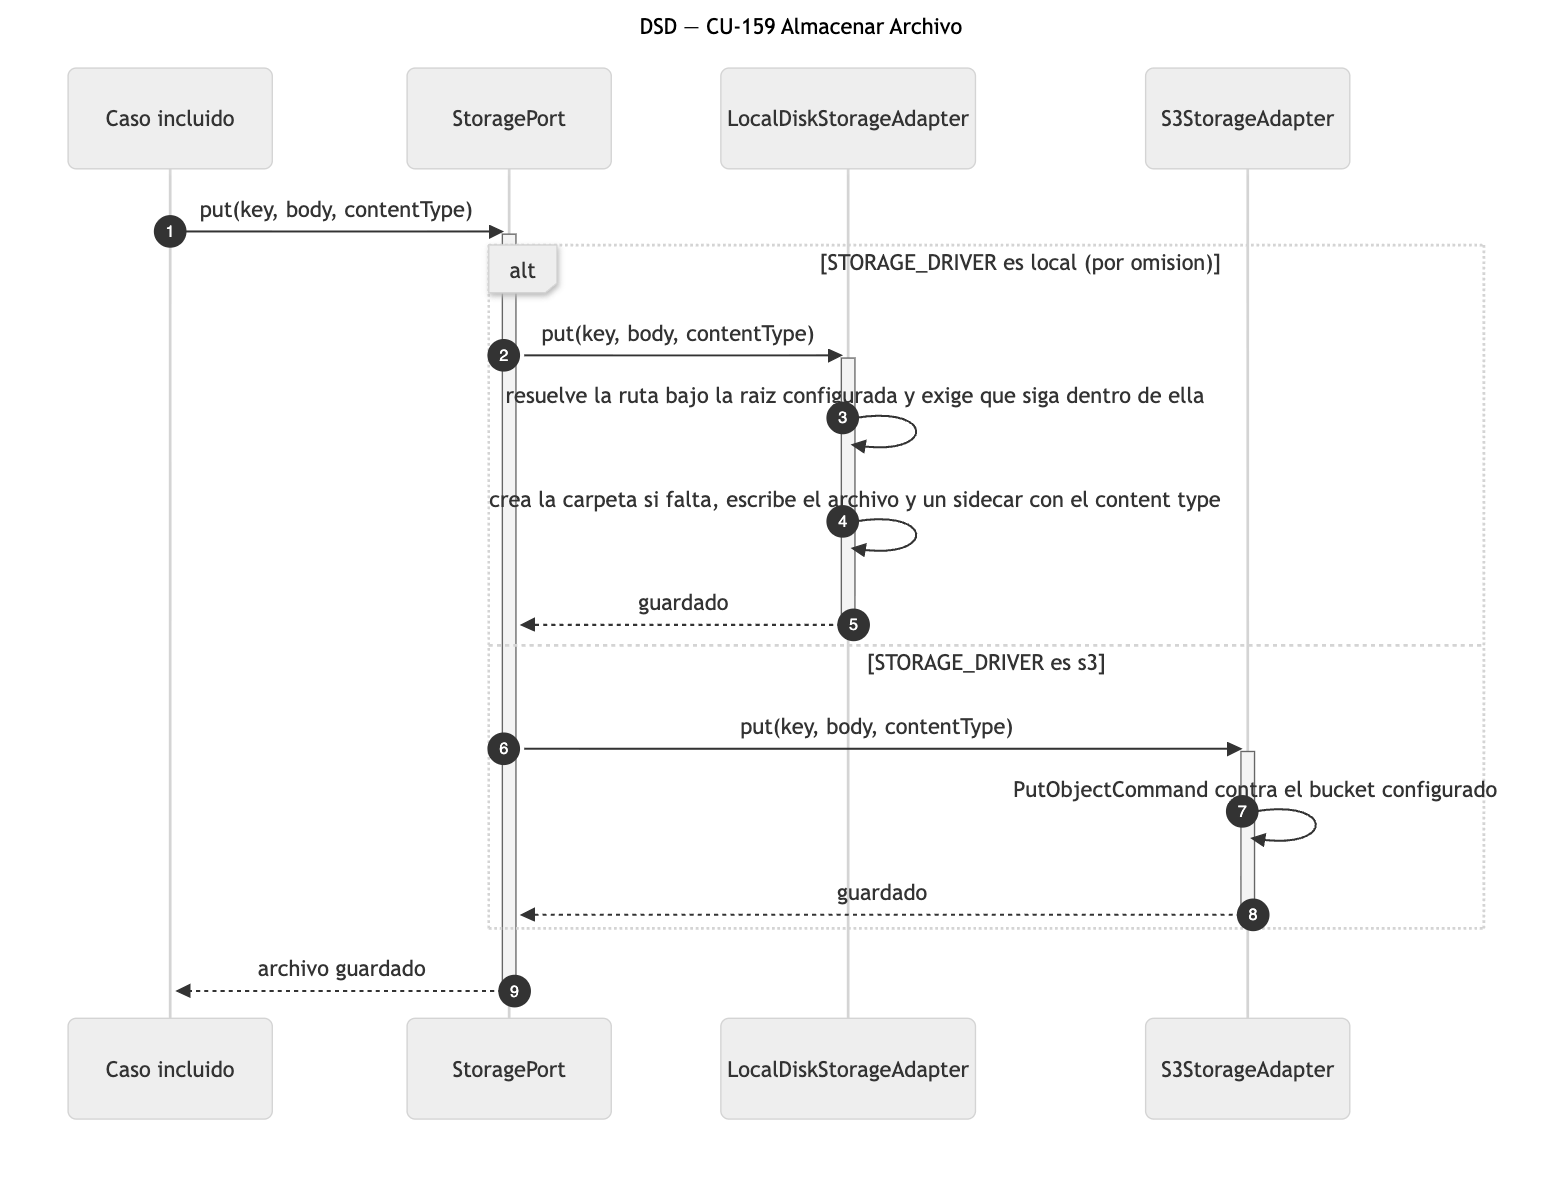 DSD — CU-159 Almacenar Archivo
Caso incluido
StoragePort
LocalDiskStorageAdapter
S3StorageAdapter
put(key, body, contentType)
1
alt
[STORAGE_DRIVER es local (por omision)]
put(key, body, contentType)
2
resuelve la ruta bajo la raiz configurada y exige que siga dentro de ella
3
crea la carpeta si falta, escribe el archivo y un sidecar con el content type
4
guardado
5
[STORAGE_DRIVER es s3]
put(key, body, contentType)
6
PutObjectCommand contra el bucket configurado
7
guardado
8
archivo guardado
9
Caso incluido
StoragePort
LocalDiskStorageAdapter
S3StorageAdapter